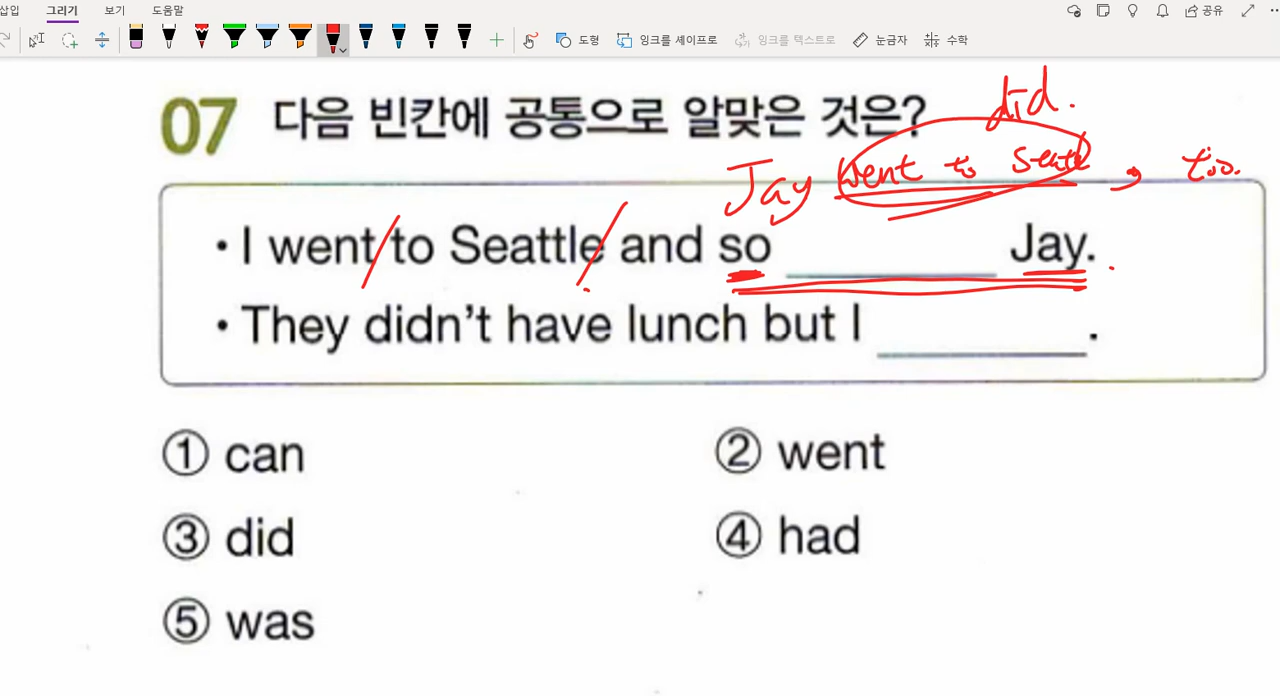 삽입 그리기 보기 도움말 공유
도형 잉크를 셰이프로 잉크를 텍스트로 눈금자 수학
07 다음 빈칸에 공통으로 알맞은 것은?
did.
Jay went to Seattle, too.
• I went to Seattle and so ________ Jay.
• They didn't have lunch but I ________.
① can ② went
③ did ④ had
⑤ was